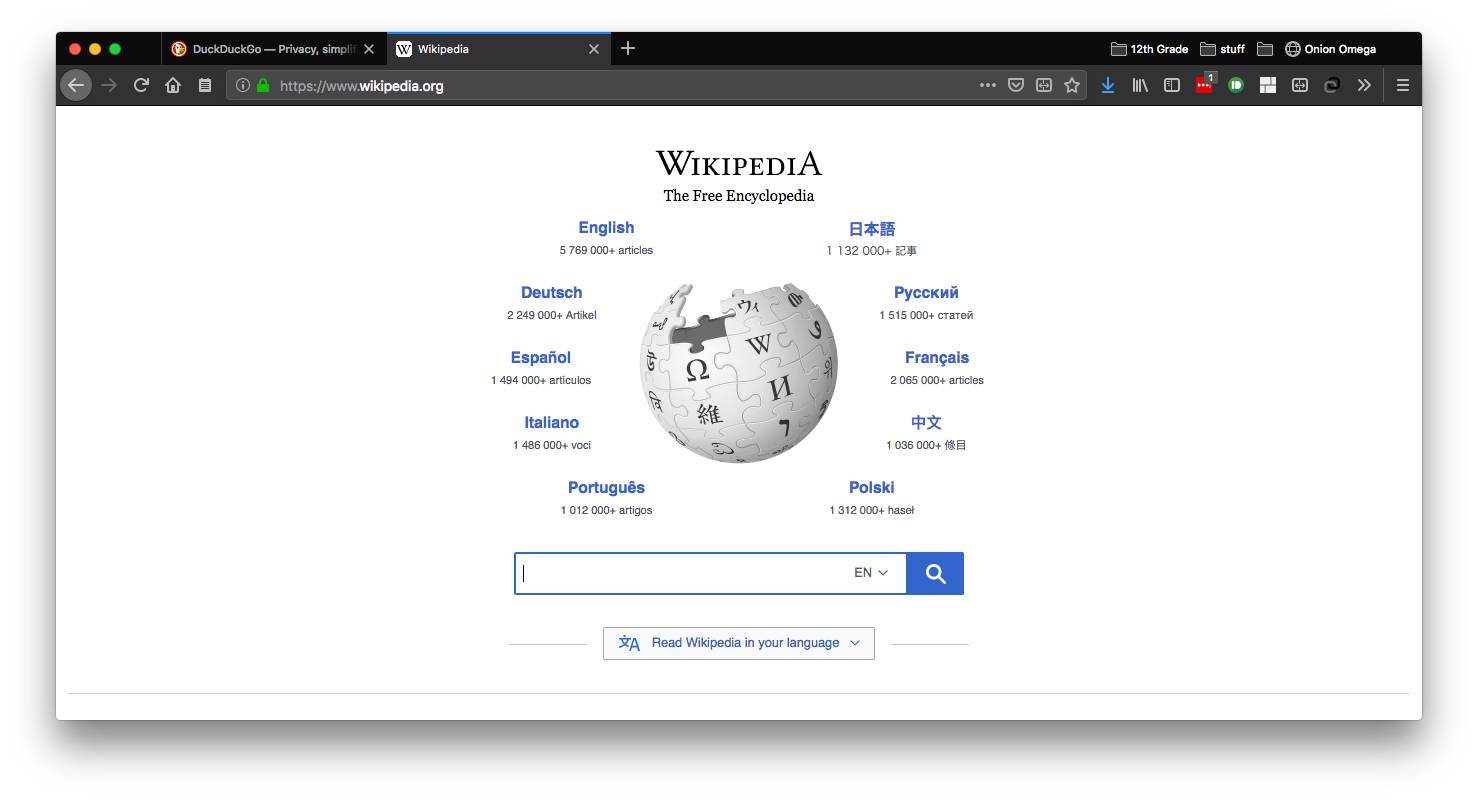 DuckDuckGo — Privacy, simplif
Wikipedia
12th Grade
stuff
Onion Omega
https://www.wikipedia.org
1
WIKIPEDIA
The Free Encyclopedia
English
5 769 000+ articles
日本語
1 132 000+ 記事
Deutsch
2 249 000+ Artikel
Русский
1 515 000+ статей
Español
1 494 000+ artículos
Français
2 065 000+ articles
Italiano
1 486 000+ voci
中文
1 036 000+ 條目
Português
1 012 000+ artigos
Polski
1 312 000+ haseł
ウィ
W
Ω
И
維
EN
Read Wikipedia in your language